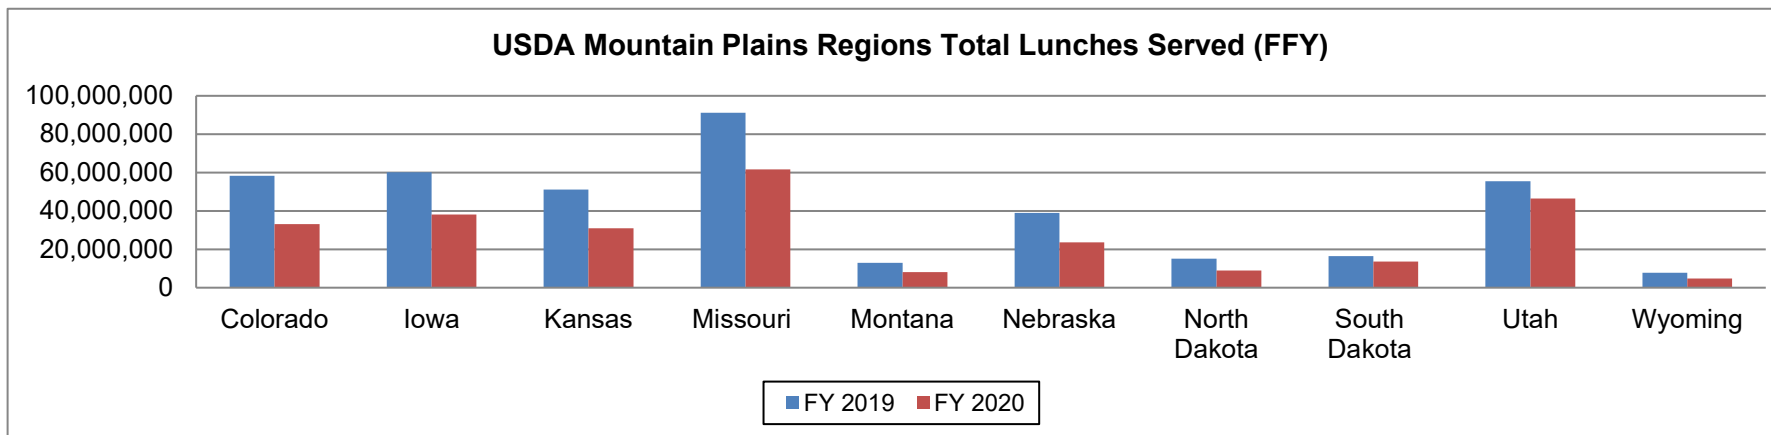 USDA Mountain Plains Regions Total Lunches Served (FFY)
100,000,000
80,000,000
60,000,000
40,000,000
20,000,000
0
Colorado
Iowa
Kansas
Missouri
Montana
Nebraska
North
Dakota
South
Dakota
Utah
Wyoming
FY 2019
FY 2020